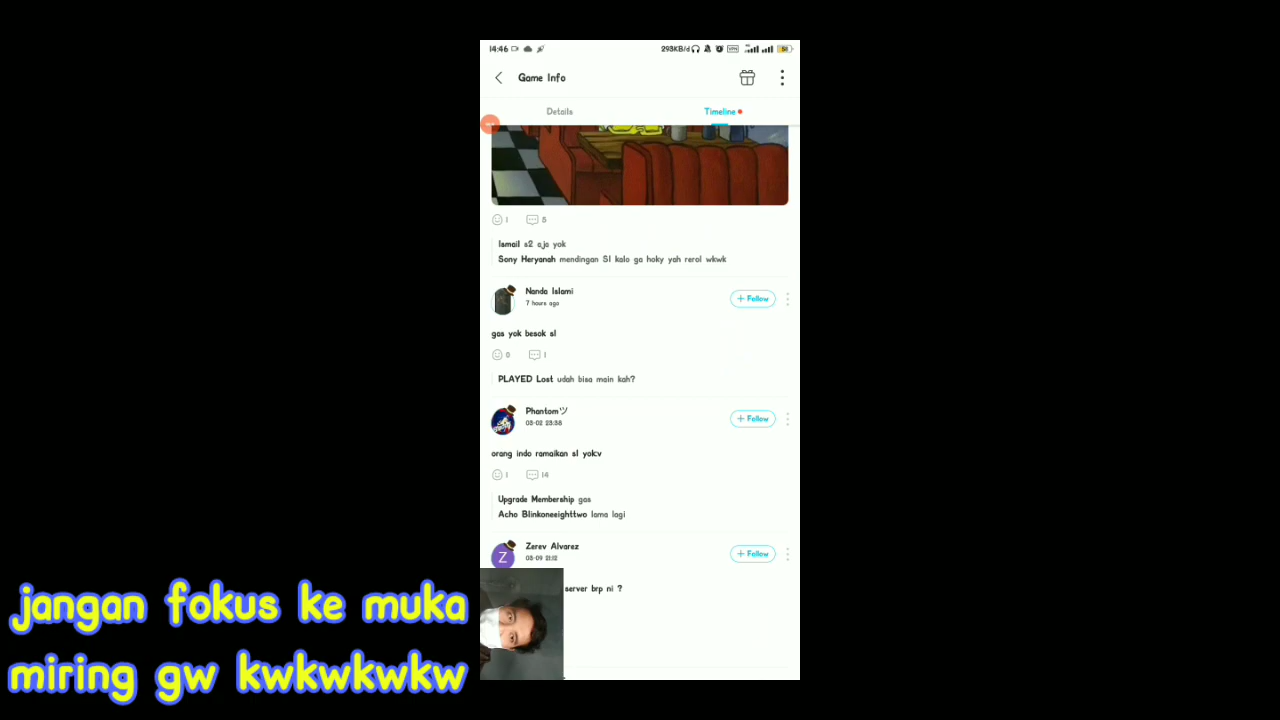 14:46 293KB/d
Game Info
Details Timeline
1 5
Ismail s2 aja yok
Sony Heryanah mendingan S1 kalo ga hoky yah rerol wkwk
Nanda Islami
7 hours ago
+ Follow
gas yok besok s1
0 1
PLAYED Lost udah bisa main kah?
Phantomツ
03-02 23:38
+ Follow
orang indo ramaikan s1 yok:v
1 14
Upgrade Membership gas
Acho Blinkoneeighttwo lama lagi
Z
Zerev Alvarez
03-09 21:12
+ Follow
server brp ni ?
jangan fokus ke muka
miring gw kwkwkwkw